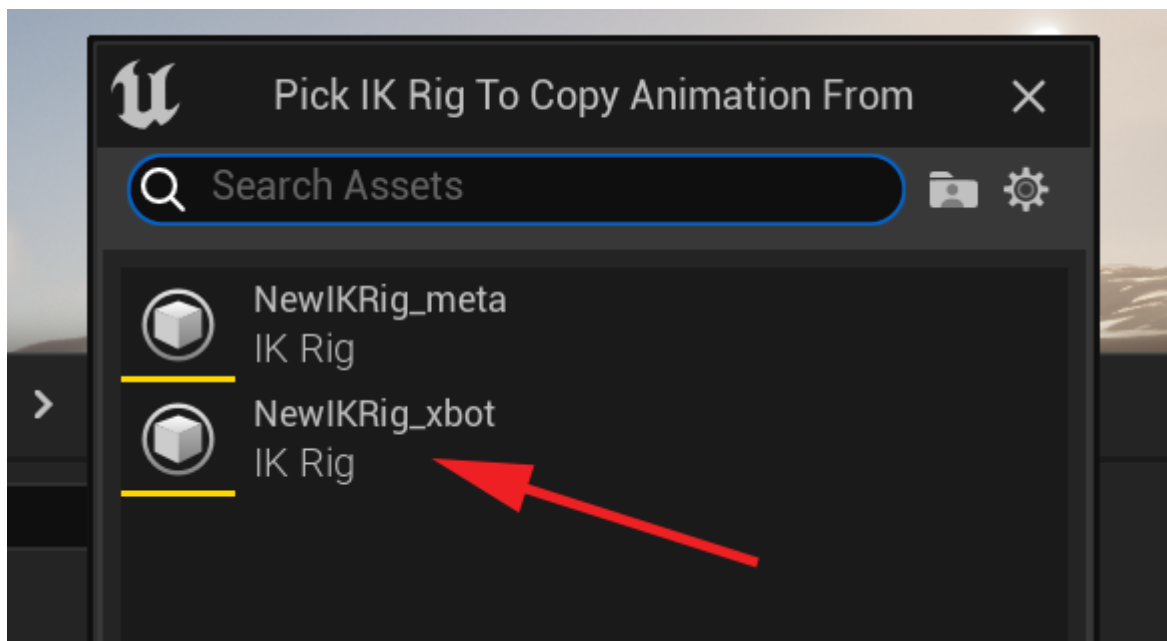 Pick IK Rig To Copy Animation From
Search Assets
NewIKRig_meta
IK Rig
NewIKRig_xbot
IK Rig